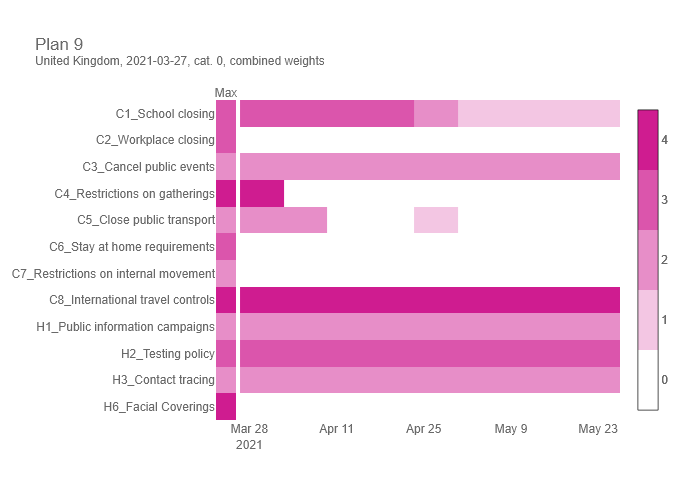 Plan 9
United Kingdom, 2021-03-27, cat. 0, combined weights
Max
C1_School closing
C2_Workplace closing
C3_Cancel public events
C4_Restrictions on gatherings
C5_Close public transport
C6_Stay at home requirements
C7_Restrictions on internal movement
C8_International travel controls
H1_Public information campaigns
H2_Testing policy
H3_Contact tracing
H6_Facial Coverings
Mar 28 Apr 11 Apr 25 May 9 May 23
2021
4
3
2
1
0